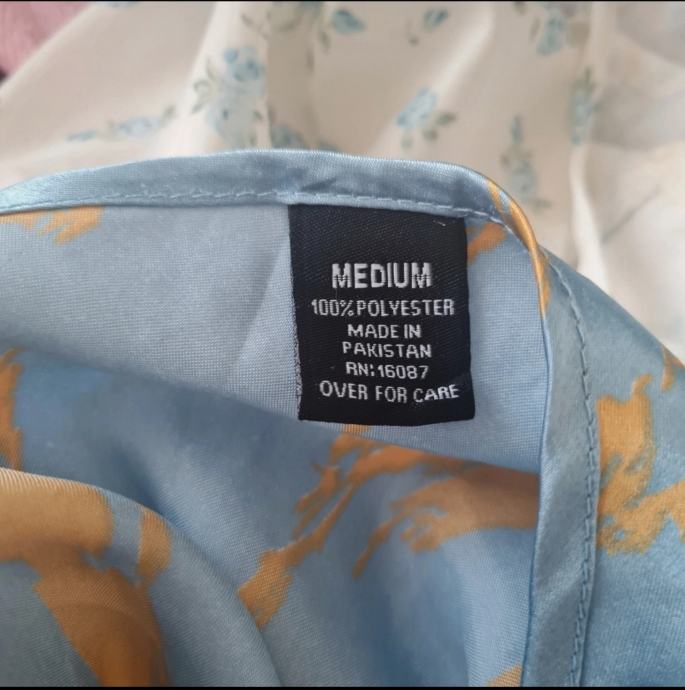 MEDIUM
100%POLYESTER
MADE IN
PAKISTAN
RN:16087
OVER FOR CARE